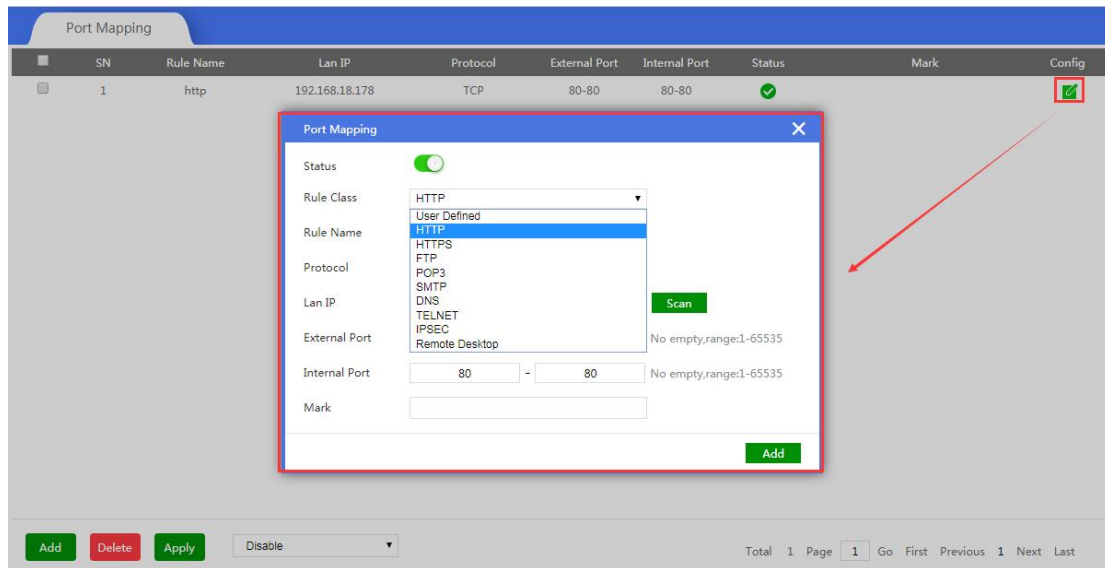 Port Mapping
SN Rule Name Lan IP Protocol External Port Internal Port Status Mark Config
1 http 192.168.18.178 TCP 80-80 80-80
Port Mapping
Status
Rule Class HTTP
User Defined
Rule Name HTTP
HTTPS
FTP
Protocol
POP3
SMTP
Lan IP DNS Scan
TELNET
IPSEC
External Port No empty,range:1-65535
Remote Desktop
Internal Port 80 - 80 No empty,range:1-65535
Mark
Add
Add Delete Apply Disable Total 1 Page 1 Go First Previous 1 Next Last